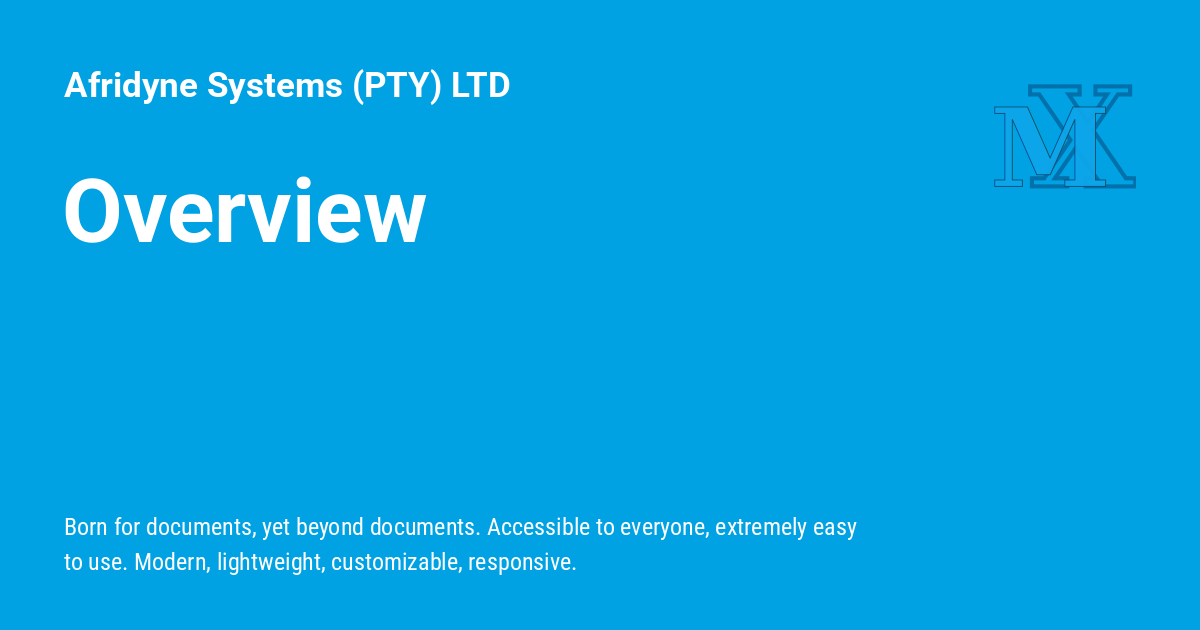 Afridyne Systems (PTY) LTD
MX
Overview
Born for documents, yet beyond documents. Accessible to everyone, extremely easy
to use. Modern, lightweight, customizable, responsive.